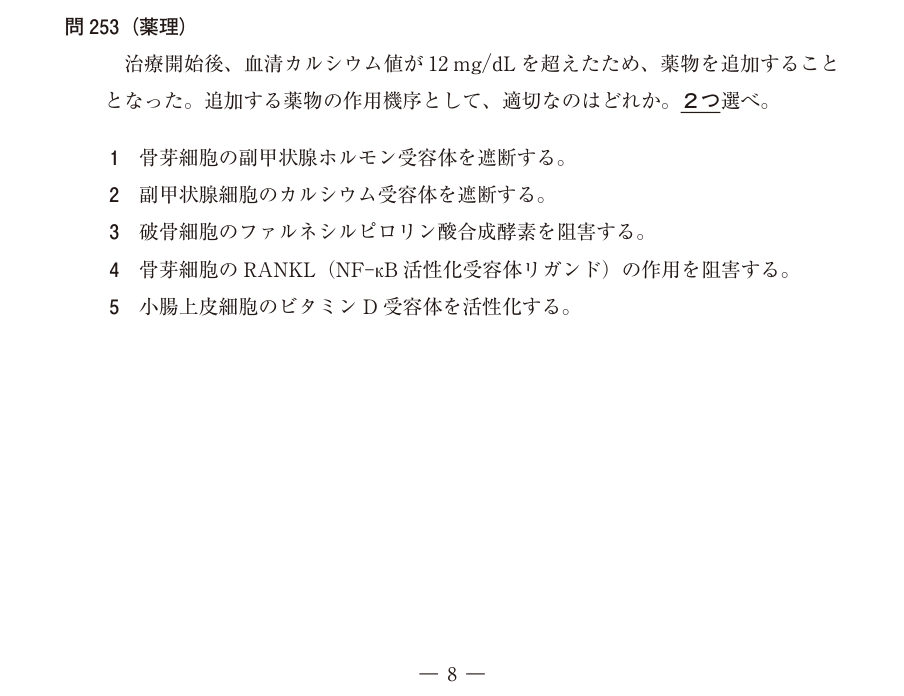 問 253（薬理）
治療開始後、血清カルシウム値が 12 mg/dL を超えたため、薬物を追加すること
となった。追加する薬物の作用機序として、適切なのはどれか。２つ選べ。
1 骨芽細胞の副甲状腺ホルモン受容体を遮断する。
2 副甲状腺細胞のカルシウム受容体を遮断する。
3 破骨細胞のファルネシルピロリン酸合成酵素を阻害する。
4 骨芽細胞の RANKL（NF-κB 活性化受容体リガンド）の作用を阻害する。
5 小腸上皮細胞のビタミン D 受容体を活性化する。
— 8 —